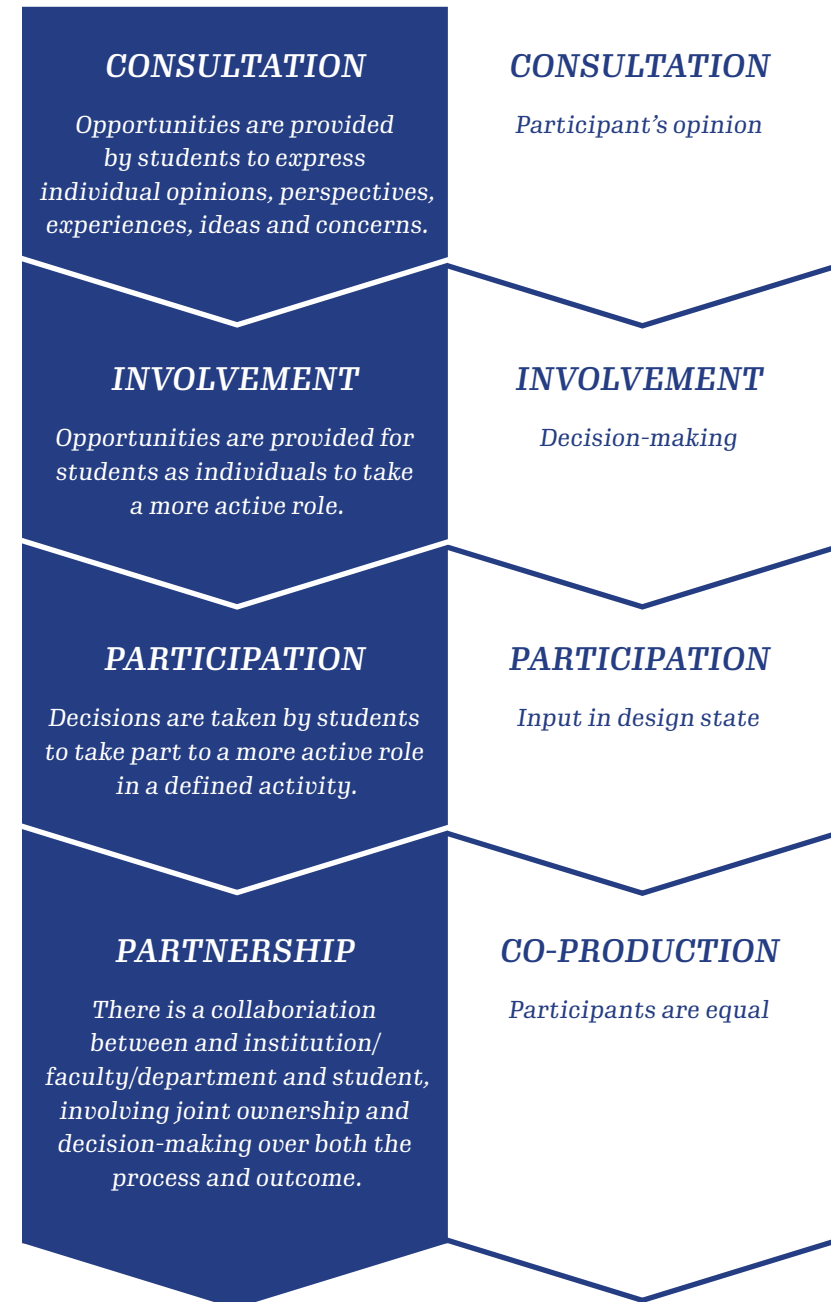 CONSULTATION
Opportunities are provided
by students to express
individual opinions, perspectives,
experiences, ideas and concerns.
CONSULTATION
Participant's opinion
INVOLVEMENT
Opportunities are provided for
students as individuals to take
a more active role.
INVOLVEMENT
Decision-making
PARTICIPATION
Decisions are taken by students
to take part to a more active role
in a defined activity.
PARTICIPATION
Input in design state
PARTNERSHIP
There is a collaboriation
between and institution/
faculty/department and student,
involving joint ownership and
decision-making over both the
process and outcome.
CO-PRODUCTION
Participants are equal